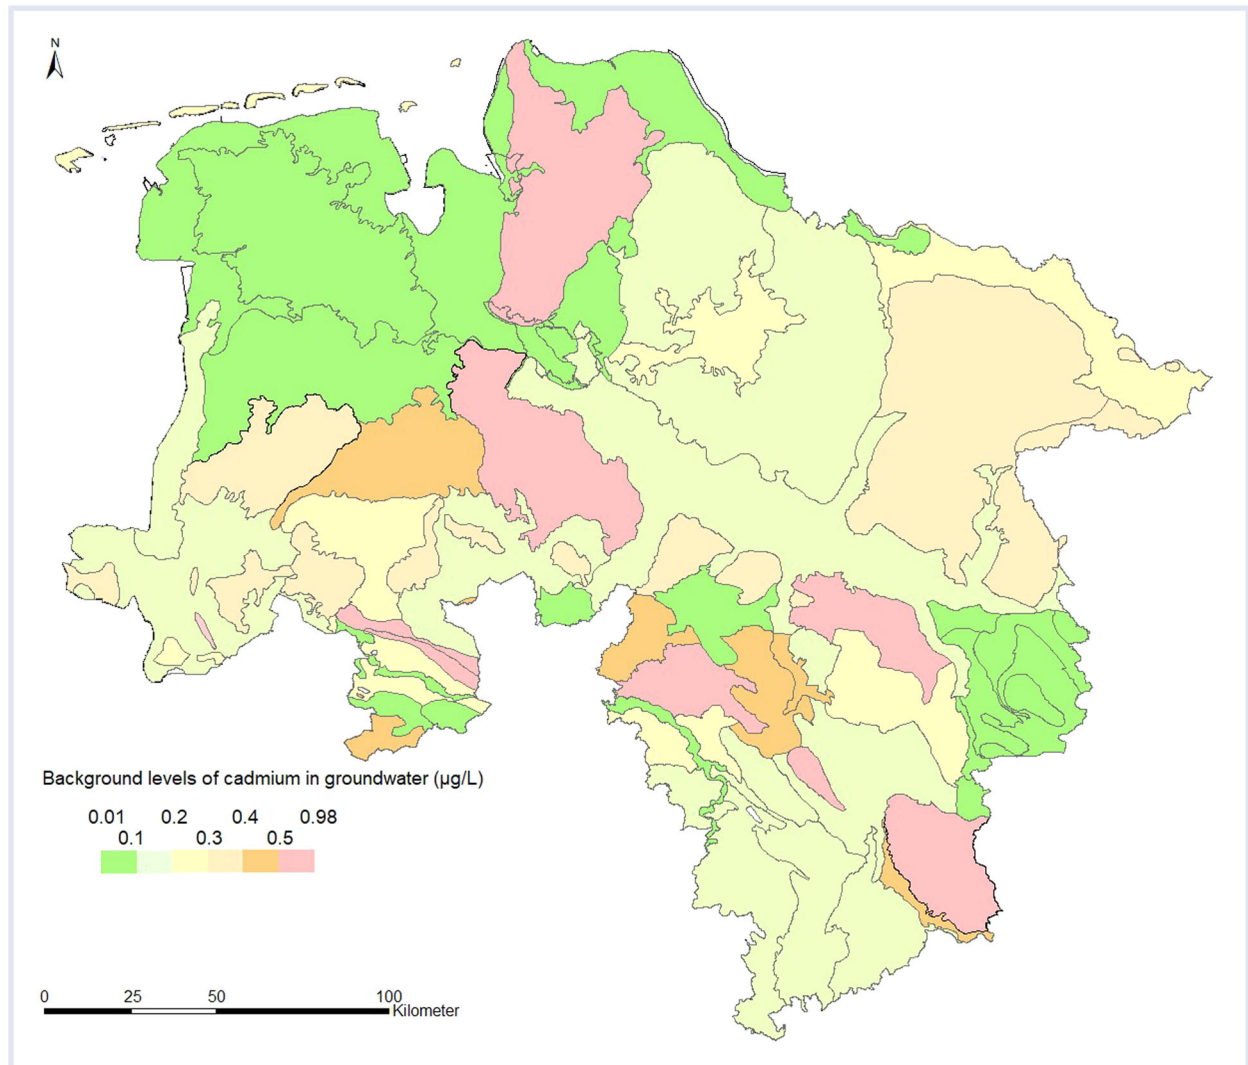 N
Background levels of cadmium in groundwater (µg/L)
0.01 0.2 0.4 0.98
0.1 0.3 0.5
0 25 50 100
Kilometer